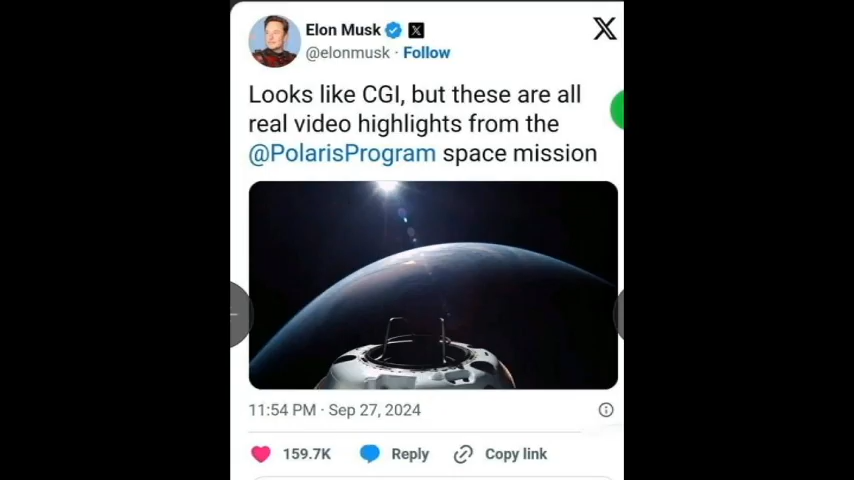 Elon Musk
@elonmusk · Follow
Looks like CGI, but these are all
real video highlights from the
@PolarisProgram space mission
11:54 PM · Sep 27, 2024
159.7K Reply Copy link